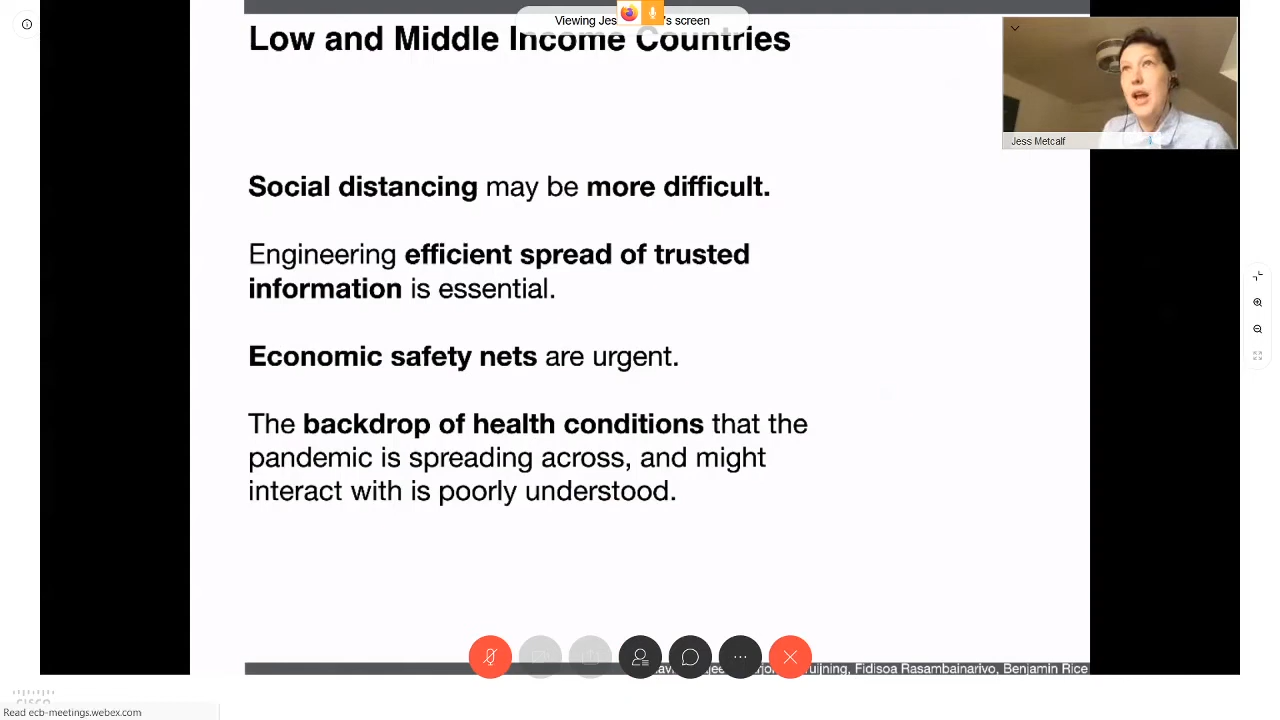 Viewing Jes 's screen
Low and Middle Income Countries
Jess Metcalf
Social distancing may be more difficult.
Engineering efficient spread of trusted
information is essential.
Economic safety nets are urgent.
The backdrop of health conditions that the
pandemic is spreading across, and might
interact with is poorly understood.
ruijning, Fidisoa Rasambainarivo, Benjamin Rice
CISCO
Read ecb-meetings.webex.com